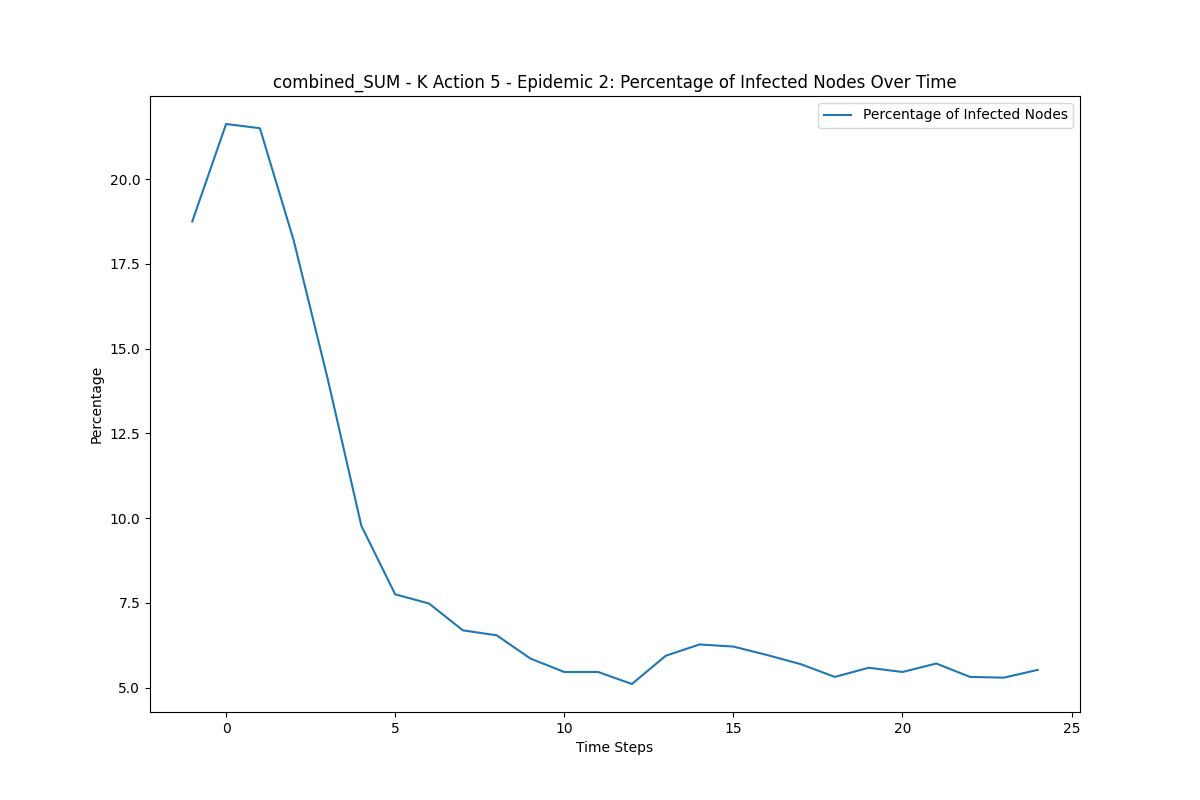 combined_SUM - K Action 5 - Epidemic 2: Percentage of Infected Nodes Over Time
Percentage of Infected Nodes
20.0
17.5
15.0
12.5
10.0
7.5
5.0
Percentage
0 5 10 15 20 25
Time Steps